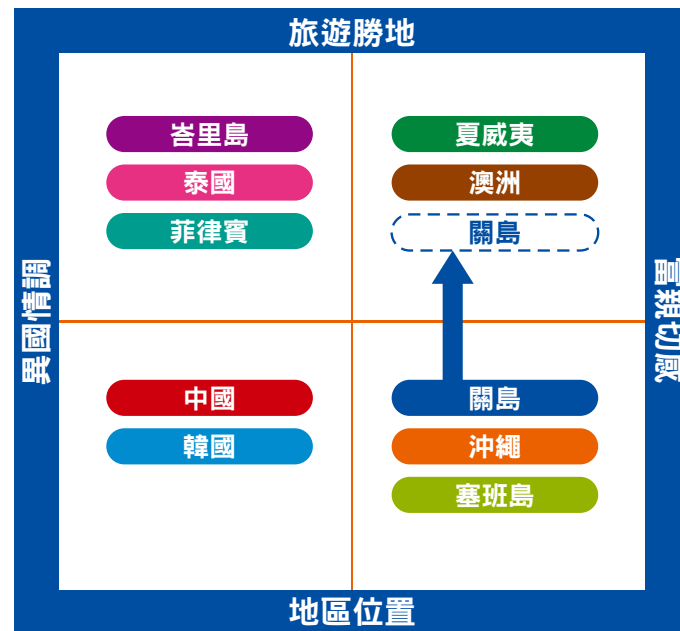 旅遊勝地
峇里島
泰國
菲律賓
夏威夷
澳洲
關島
異國情調
富親切感
中國
韓國
關島
沖繩
塞班島
地區位置